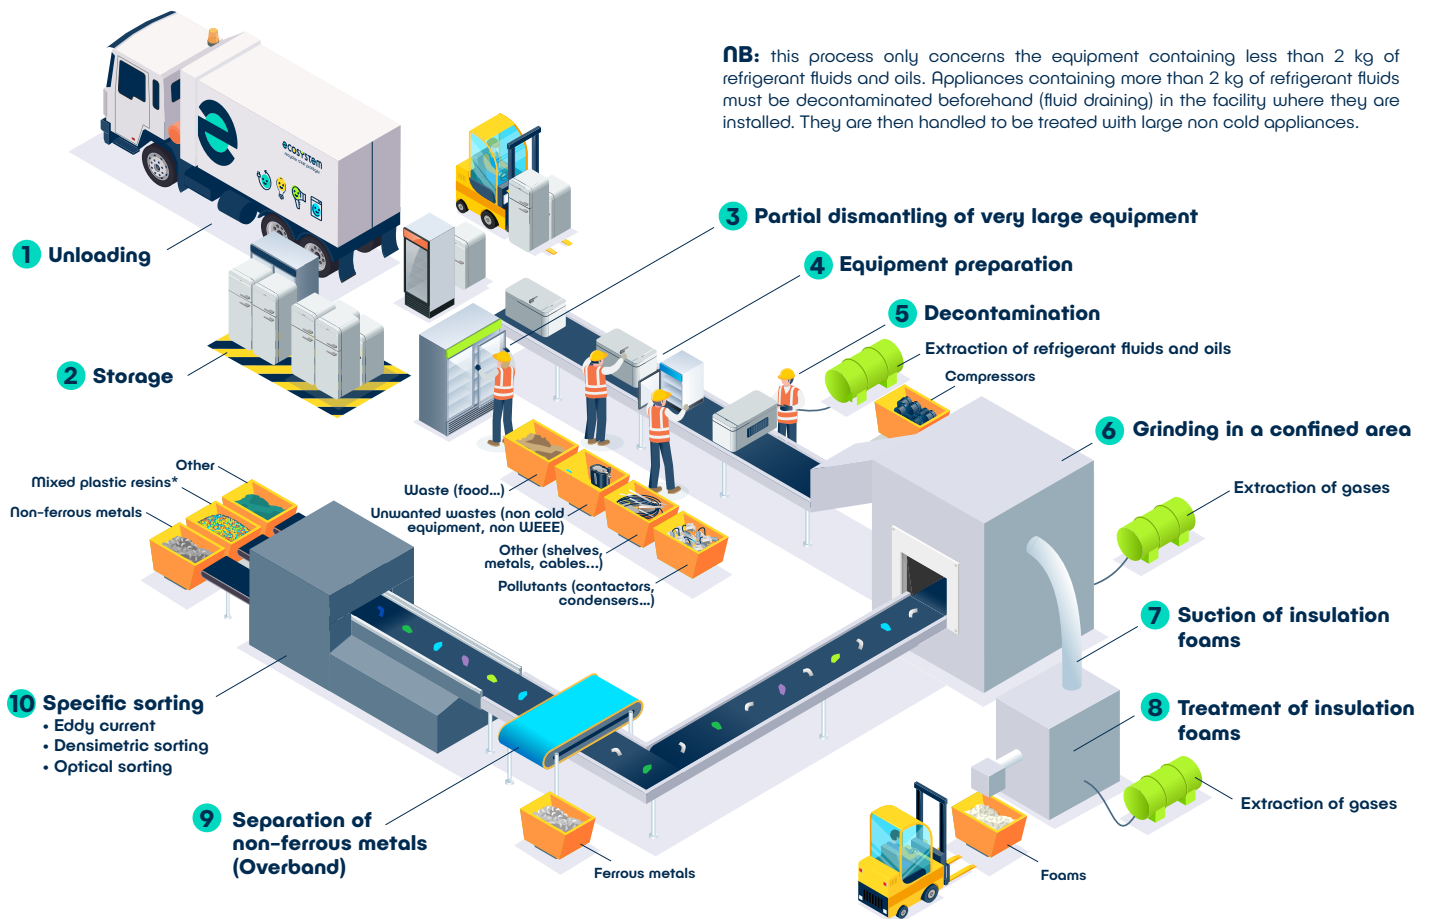 NB: this process only concerns the equipment containing less than 2 kg of
refrigerant fluids and oils. Appliances containing more than 2 kg of refrigerant fluids
must be decontaminated beforehand (fluid draining) in the facility where they are
installed. They are then handled to be treated with large non cold appliances.
ecosystem
1 Unloading
2 Storage
3 Partial dismantling of very large equipment
4 Equipment preparation
5 Decontamination
Extraction of refrigerant fluids and oils
Compressors
6 Grinding in a confined area
Extraction of gases
Waste (food...)
Unwanted wastes (non cold
equipment, non WEEE)
Other (shelves,
metals, cables...)
Pollutants (contactors,
condensers...)
7 Suction of insulation
foams
8 Treatment of insulation
foams
Extraction of gases
Foams
9 Separation of
non-ferrous metals
(Overband)
Ferrous metals
10 Specific sorting
• Eddy current
• Densimetric sorting
• Optical sorting
Other
Mixed plastic resins*
Non-ferrous metals